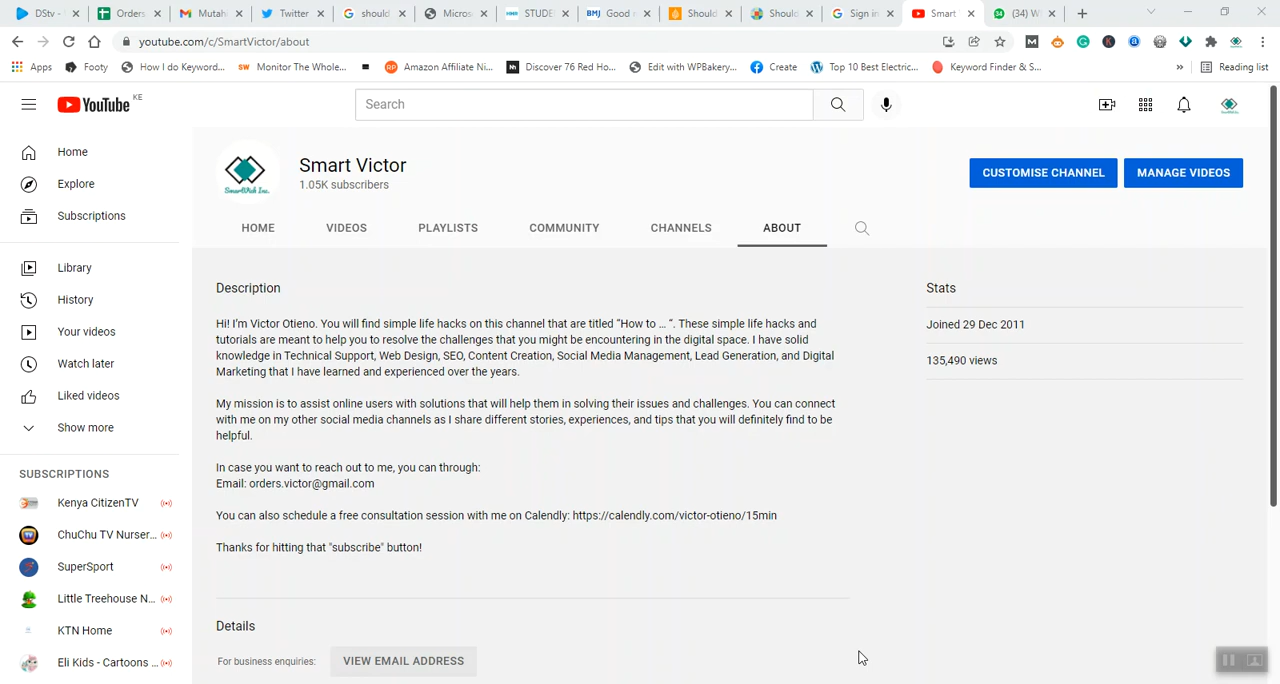 DStv -
Orders
Mutah
Twitter
should
Micros
STUDE
Good
Should
Shoul
Sign in
Smart
(34) W
youtube.com/c/SmartVictor/about
Apps
Footy
How I do Keyword...
Monitor The Whole...
Amazon Affiliate Ni...
Discover 76 Red Ho...
Edit with WPBakery...
Create
Top 10 Best Electric...
Keyword Finder & S...
»
Reading list
YouTube KE
Search
Home
Explore
Subscriptions
Library
History
Your videos
Watch later
Liked videos
Show more
SUBSCRIPTIONS
Kenya CitizenTV
ChuChu TV Nurser...
SuperSport
Little Treehouse N...
KTN Home
Eli Kids - Cartoons ...
Smart Victor
1.05K subscribers
CUSTOMISE CHANNEL
MANAGE VIDEOS
HOME
VIDEOS
PLAYLISTS
COMMUNITY
CHANNELS
ABOUT
Description
Hi! I'm Victor Otieno. You will find simple life hacks on this channel that are titled "How to ... ". These simple life hacks and
tutorials are meant to help you to resolve the challenges that you might be encountering in the digital space. I have solid
knowledge in Technical Support, Web Design, SEO, Content Creation, Social Media Management, Lead Generation, and Digital
Marketing that I have learned and experienced over the years.
My mission is to assist online users with solutions that will help them in solving their issues and challenges. You can connect
with me on my other social media channels as I share different stories, experiences, and tips that you will definitely find to be
helpful.
In case you want to reach out to me, you can through:
Email: orders.victor@gmail.com
You can also schedule a free consultation session with me on Calendly: https://calendly.com/victor-otieno/15min
Thanks for hitting that "subscribe" button!
Details
For business enquiries:
VIEW EMAIL ADDRESS
Stats
Joined 29 Dec 2011
135,490 views